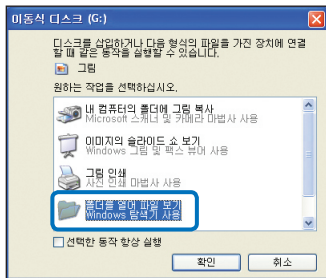 이동식 디스크 (G:)
디스크를 삽입하거나 다음 형식의 파일을 가진 장치에 연결
할 때 같은 동작을 실행할 수 있습니다.
그림
원하는 작업을 선택하십시오.
내 컴퓨터의 폴더에 그림 복사
Microsoft 스캐너 및 카메라 마법사 사용
이미지의 슬라이드 쇼 보기
Windows 그림 및 팩스 뷰어 사용
그림 인쇄
사진 인쇄 마법사 사용
폴더를 열어 파일 보기
Windows 탐색기 사용
선택한 동작 항상 실행
확인
취소